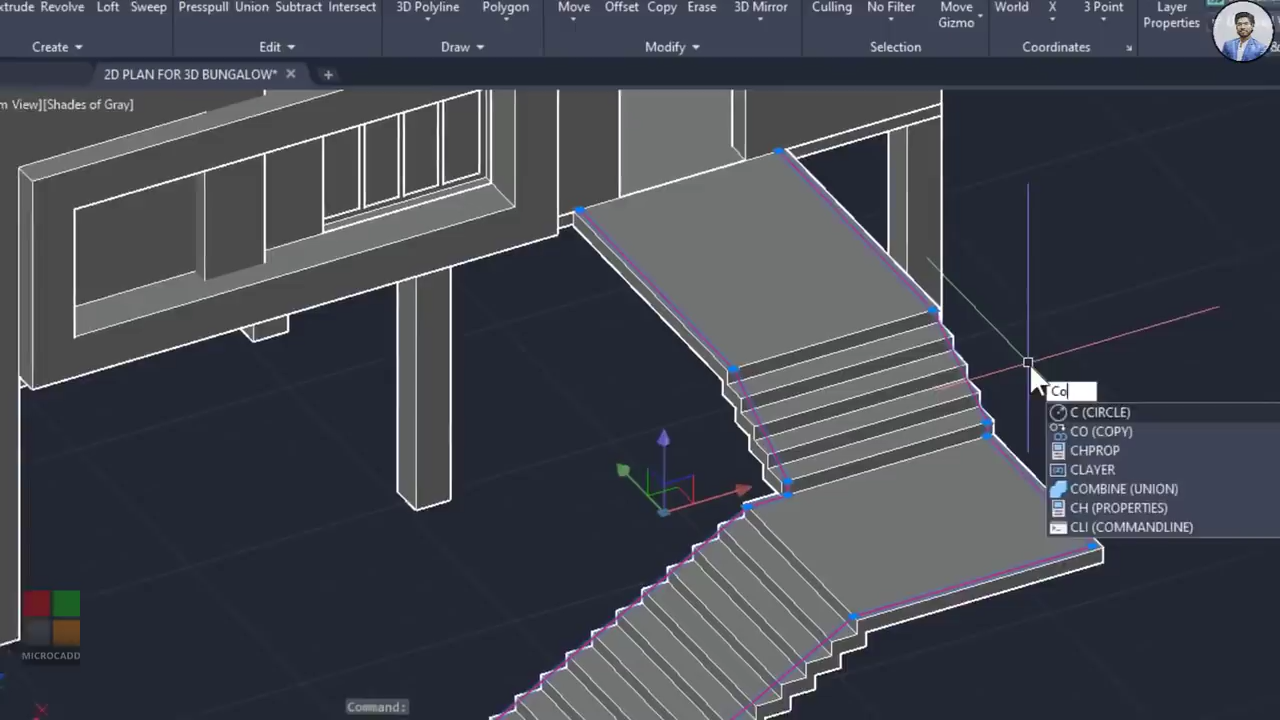 xtrude Revolve Loft Sweep Presspull Union Subtract Intersect 3D Polyline Polygon Move Offset Copy Erase 3D Mirror Culling No Filter Move Gizmo World X 3 Point Layer Properties
Create Edit Draw Modify Selection Coordinates
2D PLAN FOR 3D BUNGALOW*
m View][Shades of Gray]
Co
C (CIRCLE)
CO (COPY)
CHPROP
CLAYER
COMBINE (UNION)
CH (PROPERTIES)
CLI (COMMANDLINE)
MICROCADD
Command: